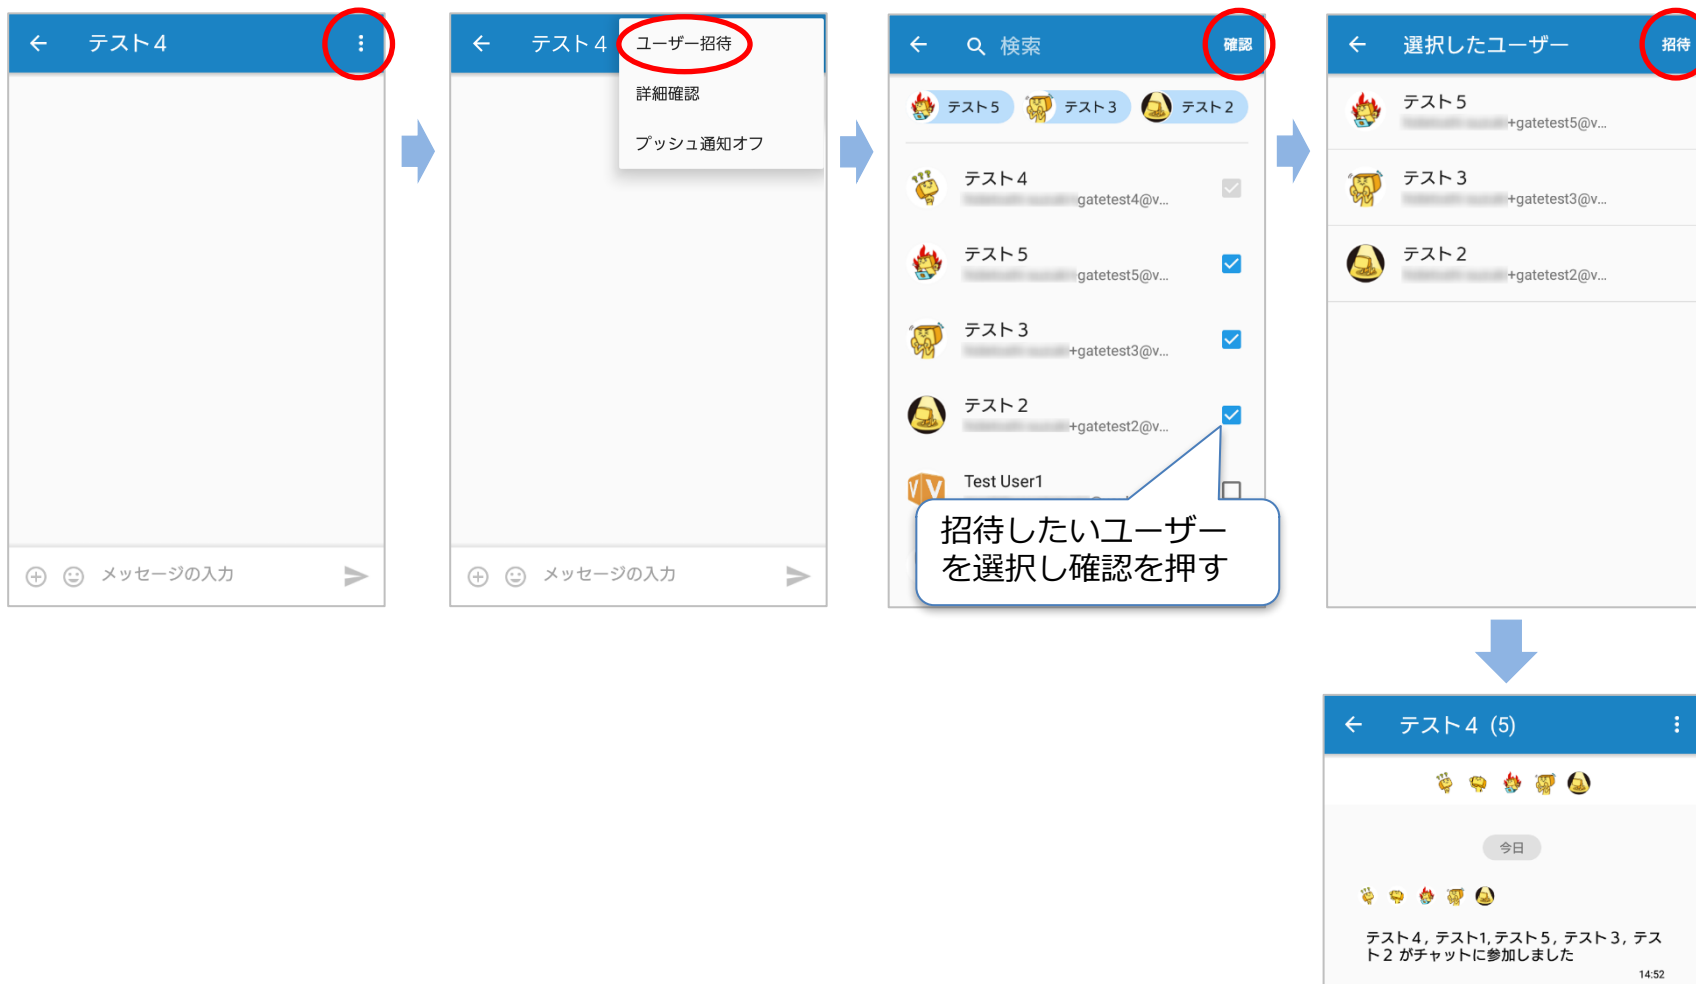 テスト4
メッセージの入力
テスト4
ユーザー招待
詳細確認
プッシュ通知オフ
メッセージの入力
検索
確認
テスト5
テスト3
テスト2
テスト4
gatetest4@v...
テスト5
gatetest5@v...
テスト3
+gatetest3@v...
テスト2
+gatetest2@v...
Test User1
招待したいユーザー
を選択し確認を押す
選択したユーザー
招待
テスト5
+gatetest5@v...
テスト3
+gatetest3@v...
テスト2
+gatetest2@v...
テスト4 (5)
今日
テスト4, テスト1,テスト5, テスト3, テス
ト2 がチャットに参加しました
14:52